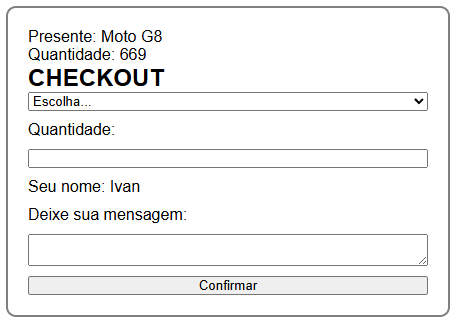 Presente: Moto G8
Quantidade: 669
CHECKOUT
Escolha...
Quantidade:
Seu nome: Ivan
Deixe sua mensagem:
Confirmar